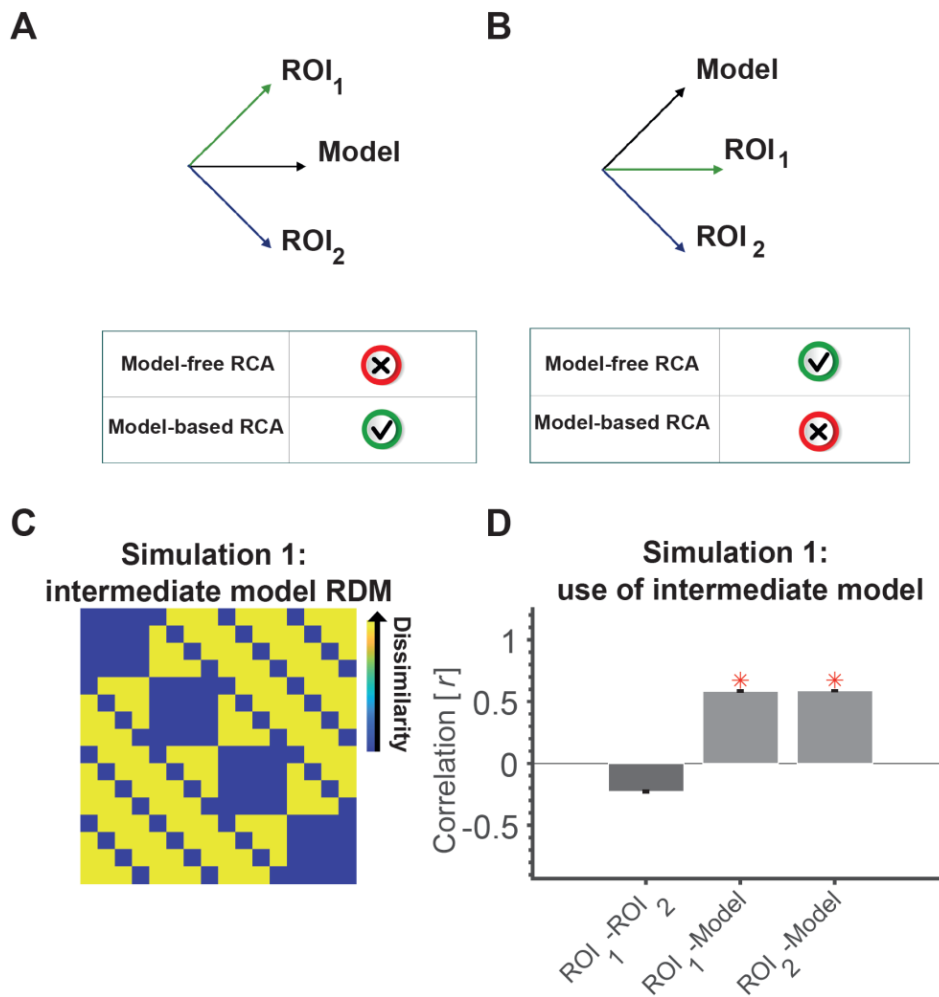 A
ROI1
Model
ROI2
Model-free RCA
Model-based RCA
B
Model
ROI1
ROI2
Model-free RCA
Model-based RCA
C
Simulation 1:
intermediate model RDM
Dissimilarity
D
Simulation 1:
use of intermediate model
Correlation [r]
1
0.5
0
-0.5
ROI1-ROI2
ROI1-Model
ROI2-Model